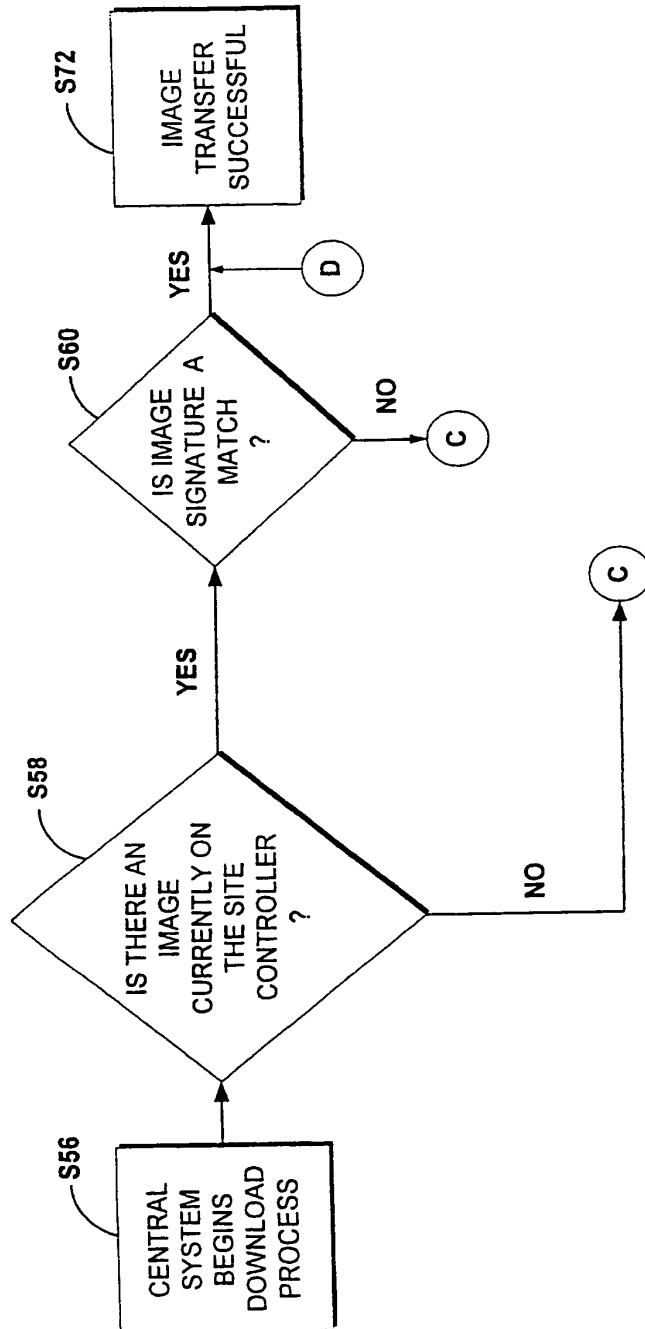 S56
CENTRAL
SYSTEM
BEGINS
DOWNLOAD
PROCESS
S58
IS THERE AN
IMAGE
CURRENTLY ON
THE SITE
CONTROLLER
?
YES
NO
C
S60
IS IMAGE
SIGNATURE A
MATCH
?
YES
NO
C
D
S72
IMAGE
TRANSFER
SUCCESSFUL